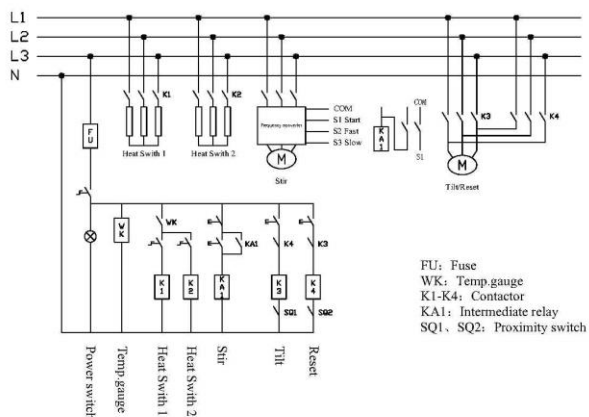 L1
L2
L3
N
K1
K2
K3
K4
FU
Heat Swith 1
Heat Swith 2
Frequency converter
M
Stir
COM
S1 Start
S2 Fast
S3 Slow
KA1
COM
S1
M
Tilt/Reset
WK
WK
KA1
K4
K3
K1
K2
KA1
K3
K4
SQ1
SQ2
Power switch
Temp.gauge
Heat Swith 1
Heat Swith 2
Stir
Tilt
Reset
FU: Fuse
WK: Temp.gauge
K1-K4: Contactor
KA1: Intermediate relay
SQ1、SQ2: Proximity switch